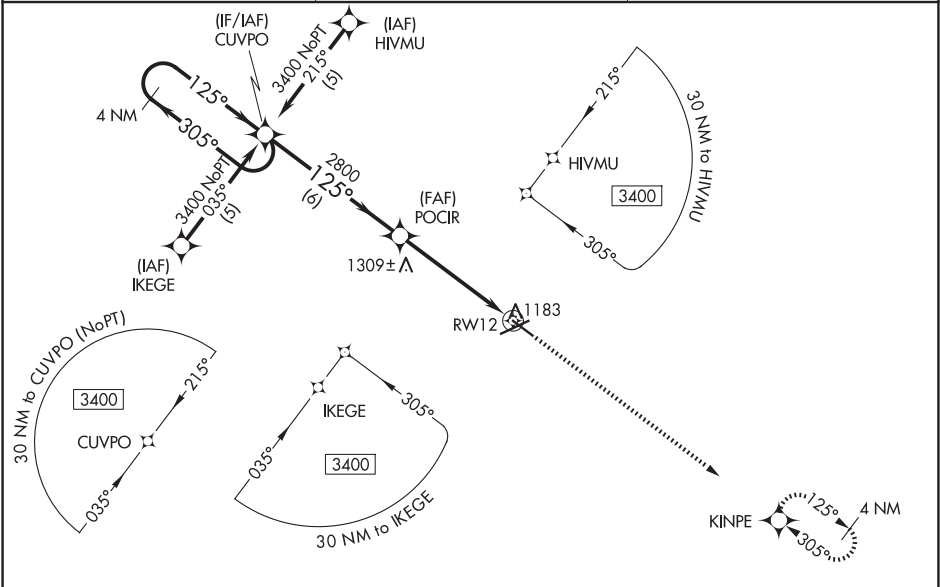 (IF/IAF)
CUVPO
(IAF)
HIVMU
3400 NoPT
215°
(5)
125°
4 NM
305°
3400 NoPT
035°
(5)
(IAF)
IKEGE
2800
125°
(6)
(FAF)
POCIR
1309±
RW12
1183
215°
HIVMU
3400
305°
30 NM to HIVMU
30 NM to CUVPO (NoPT)
215°
3400
CUVPO
035°
305°
IKEGE
035°
3400
30 NM to IKEGE
KINPE
125°
4 NM
305°